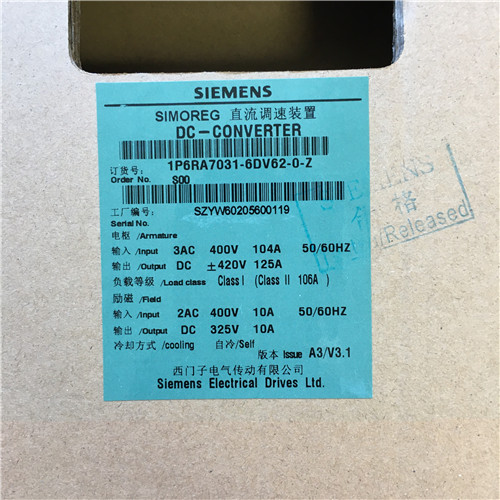 SIEMENS
SIMOREG 直流调速装置
DC-CONVERTER
订货号: 1P6RA7031-6DV62-0-Z
Order No. S00
工厂编号: SZYW60205600119
Serial No.
电枢 /Armature
输入 /Input 3AC 400V 104A 50/60HZ
输出 /Output DC ±420V 125A
负载等级 /Load class Class I (Class II 106A)
励磁 /Field
输入 /Input 2AC 400V 10A 50/60HZ
输出 /Output DC 325V 10A
冷却方式 /cooling 自冷/Self
版本 Issue A3/V3.1
西门子电气传动有限公司
Siemens Electrical Drives Ltd.
SIEMENS
合格
Released